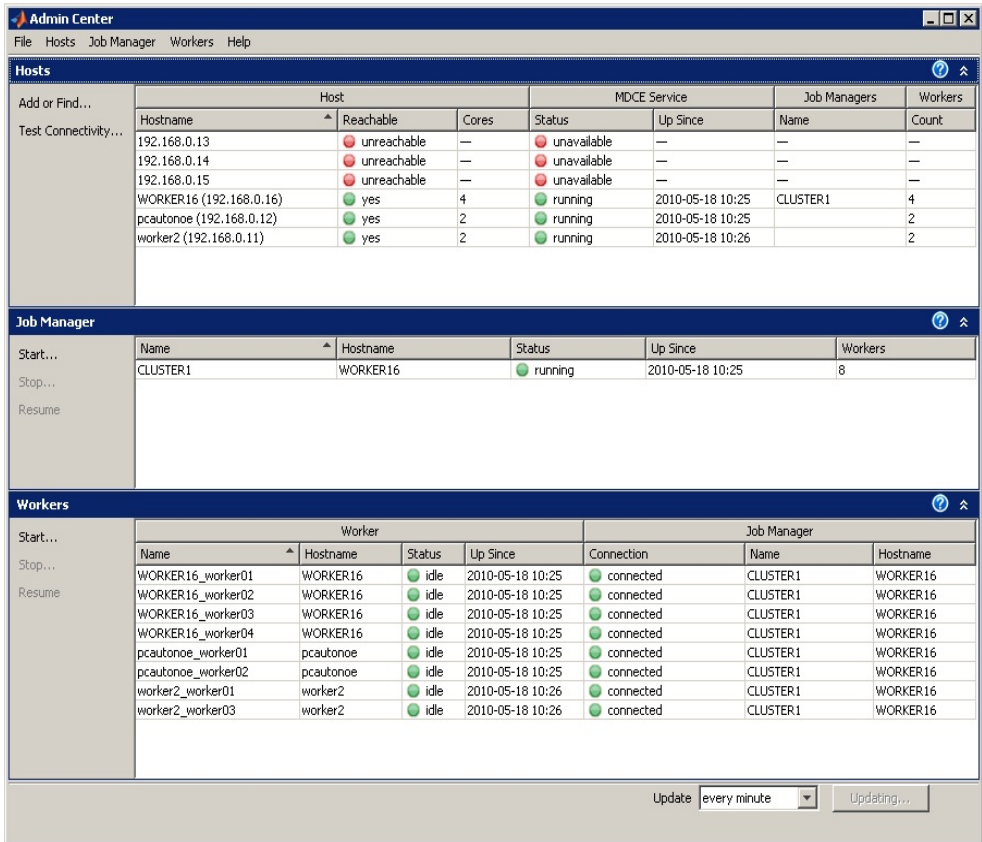 Admin Center
File Hosts Job Manager Workers Help
Hosts
Add or Find...
Test Connectivity...
Host MDCE Service Job Managers Workers
Hostname Reachable Cores Status Up Since Name Count
192.168.0.13 unreachable — unavailable — — —
192.168.0.14 unreachable — unavailable — — —
192.168.0.15 unreachable — unavailable — — —
WORKER16 (192.168.0.16) yes 4 running 2010-05-18 10:25 CLUSTER1 4
pcautonoe (192.168.0.12) yes 2 running 2010-05-18 10:25 2
worker2 (192.168.0.11) yes 2 running 2010-05-18 10:26 2
Job Manager
Start...
Stop...
Resume
Name Hostname Status Up Since Workers
CLUSTER1 WORKER16 running 2010-05-18 10:25 8
Workers
Start...
Stop...
Resume
Worker Job Manager
Name Hostname Status Up Since Connection Name Hostname
WORKER16_worker01 WORKER16 idle 2010-05-18 10:25 connected CLUSTER1 WORKER16
WORKER16_worker02 WORKER16 idle 2010-05-18 10:25 connected CLUSTER1 WORKER16
WORKER16_worker03 WORKER16 idle 2010-05-18 10:25 connected CLUSTER1 WORKER16
WORKER16_worker04 WORKER16 idle 2010-05-18 10:25 connected CLUSTER1 WORKER16
pcautonoe_worker01 pcautonoe idle 2010-05-18 10:25 connected CLUSTER1 WORKER16
pcautonoe_worker02 pcautonoe idle 2010-05-18 10:25 connected CLUSTER1 WORKER16
worker2_worker01 worker2 idle 2010-05-18 10:26 connected CLUSTER1 WORKER16
worker2_worker03 worker2 idle 2010-05-18 10:26 connected CLUSTER1 WORKER16
Update every minute Updating...